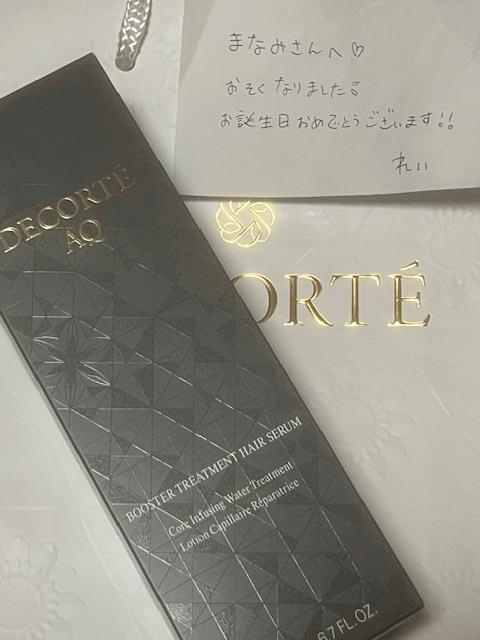 まなみさんへ♡
おそくなりました!
お誕生日おめでとうございます!!
れい
DECORTÉ
AQ
ORTÉ
BOOSTER TREATMENT HAIR SERUM
Core Infusing Water Treatment
Lotion Capillaire Réparatrice
6.7 FL.OZ.